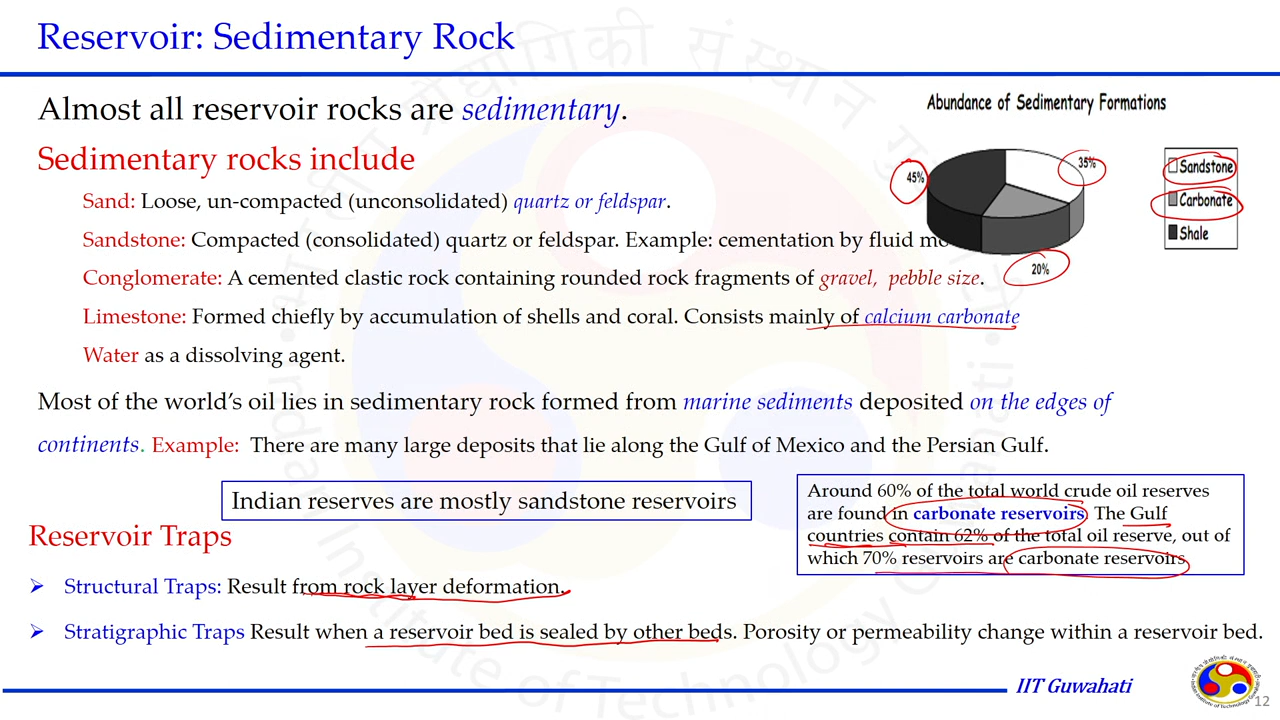 Reservoir: Sedimentary Rock
Almost all reservoir rocks are sedimentary.
Sedimentary rocks include
Sand: Loose, un-compacted (unconsolidated) quartz or feldspar.
Sandstone: Compacted (consolidated) quartz or feldspar. Example: cementation by fluid
Conglomerate: A cemented clastic rock containing rounded rock fragments of gravel, pebble size.
Limestone: Formed chiefly by accumulation of shells and coral. Consists mainly of calcium carbonate
Water as a dissolving agent.
Abundance of Sedimentary Formations
45%
35%
20%
Sandstone
Carbonate
Shale
Most of the world's oil lies in sedimentary rock formed from marine sediments deposited on the edges of
continents. Example: There are many large deposits that lie along the Gulf of Mexico and the Persian Gulf.
Indian reserves are mostly sandstone reservoirs
Around 60% of the total world crude oil reserves
are found in carbonate reservoirs. The Gulf
countries contain 62% of the total oil reserve, out of
which 70% reservoirs are carbonate reservoirs.
Reservoir Traps
Structural Traps: Result from rock layer deformation.
Stratigraphic Traps Result when a reservoir bed is sealed by other beds. Porosity or permeability change within a reservoir bed.
IIT Guwahati
12
Indian Institute of Technology Guwahati